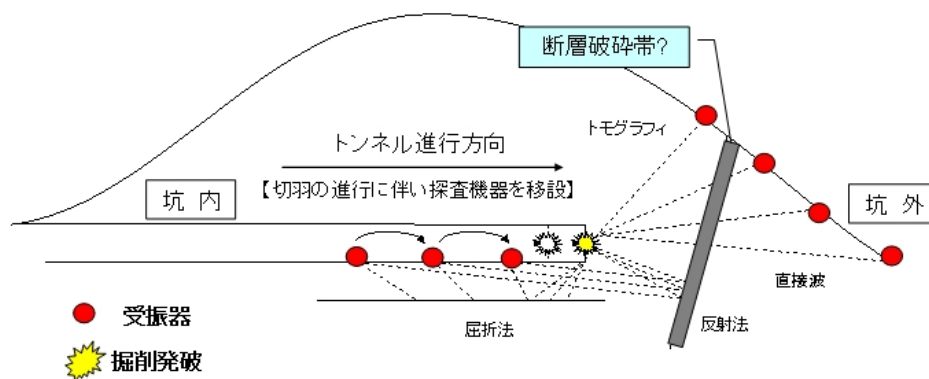 断層破砕帯?
トモグラフィ
トンネル進行方向
【切羽の進行に伴い探査機器を移設】
坑 内
坑 外
直接波
反射法
屈折法
受振器
掘削発破